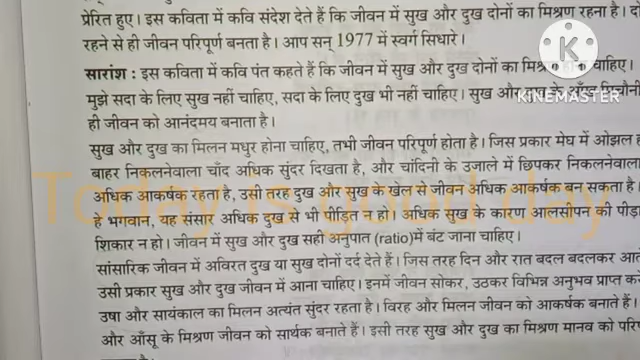 प्रेरित हुए। इस कविता में कवि संदेश देते हैं कि जीवन में सुख और दुख दोनों का मिश्रण रहना है।
रहने से ही जीवन परिपूर्ण बनता है। आप सन् 1977 में स्वर्ग सिधारे।
सारांश : इस कविता में कवि पंत कहते हैं कि जीवन में सुख और दुख दोनों का चाहिए।
मुझे सदा के लिए सुख नहीं चाहिए, सदा के लिए दुख भी नहीं चाहिए। सुख और
ही जीवन को आनंदमय बनाता है।
सुख और दुख का मिलन मधुर होना चाहिए, तभी जीवन परिपूर्ण होता है। जिस प्रकार मेघ में ओझल
बाहर निकलनेवाला चाँद अधिक सुंदर दिखता है, और चांदिनी के उजाले में छिपकर निकलनेवाला
अधिक आकर्षक रहता है, उसी तरह दुख और सुख के खेल से जीवन अधिक आकर्षक बन सकता है।
हे भगवान, यह संसार अधिक दुख से भी पीड़ित न हो। अधिक सुख के कारण आलसीपन की पीड़ा
शिकार न हो। जीवन में सुख और दुख सही अनुपात (ratio) में बंट जाना चाहिए।
सांसारिक जीवन में अविरत दुख या सुख दोनों दर्द देते हैं। जिस तरह दिन और रात बदल बदलकर आते
उसी प्रकार सुख और दुख जीवन में आना चाहिए। इनमें जीवन सोकर, उठकर विभिन्न अनुभव प्राप्त
उषा और सायंकाल का मिलन अत्यंत सुंदर रहता है। विरह और मिलन जीवन को आकर्षक बनाते हैं।
और आँसू के मिश्रण जीवन को सार्थक बनाते हैं। इसी तरह सुख और दुख का मिश्रण मानव को
KINEMASTER
Today is good day